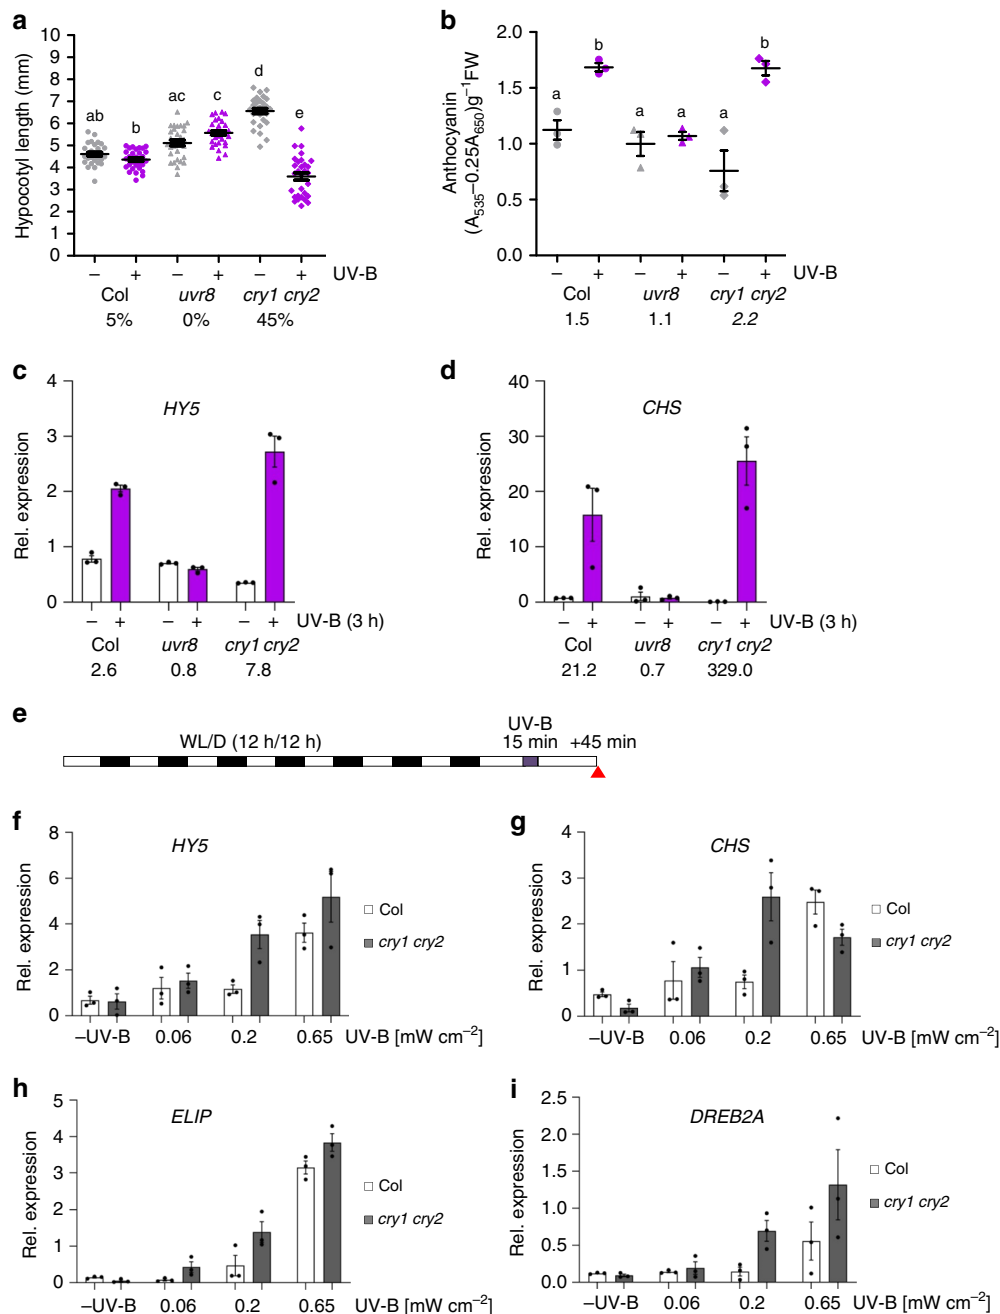 a
Hypocotyl length (mm)
10
9
8
7
6
5
4
3
2
1
0
ab
b
ac
c
d
e
– + – + – + UV-B
Col uvr8 cry1 cry2
5% 0% 45%
b
Anthocyanin
(A535–0.25A650)g–1FW
2.0
1.5
1.0
0.5
0.0
a
b
a
a
a
b
– + – + – + UV-B
Col uvr8 cry1 cry2
1.5 1.1 2.2
c
HY5
Rel. expression
4
3
2
1
0
– + – + – + UV-B (3 h)
Col uvr8 cry1 cry2
2.6 0.8 7.8
d
CHS
Rel. expression
40
30
20
10
0
– + – + – + UV-B (3 h)
Col uvr8 cry1 cry2
21.2 0.7 329.0
e
WL/D (12 h/12 h)
UV-B
15 min +45 min
f
HY5
Rel. expression
8
6
4
2
0
Col
cry1 cry2
–UV-B 0.06 0.2 0.65 UV-B [mW cm–2]
g
CHS
Rel. expression
4
3
2
1
0
Col
cry1 cry2
–UV-B 0.06 0.2 0.65 UV-B [mW cm–2]
h
ELIP
Rel. expression
5
4
3
2
1
0
Col
cry1 cry2
–UV-B 0.06 0.2 0.65 UV-B [mW cm–2]
i
DREB2A
Rel. expression
2.5
2.0
1.5
1.0
0.5
0.0
Col
cry1 cry2
–UV-B 0.06 0.2 0.65 UV-B [mW cm–2]